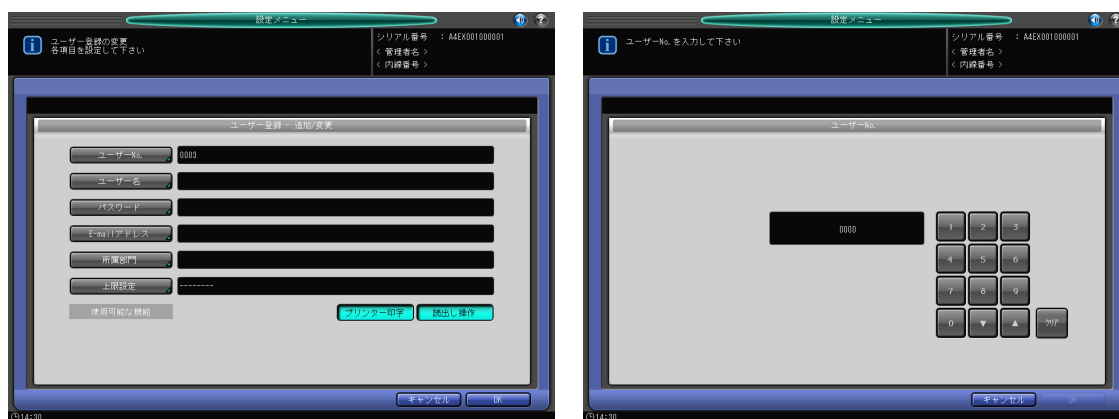 設定メニュー
ユーザー登録の変更
各項目を設定して下さい
シリアル番号 : A4EX001000001
< 管理者名 >
< 内線番号 >
ユーザー登録 - 追加/変更
ユーザーNo.
0003
ユーザー名
パスワード
E-mailアドレス
所属部門
上限設定
--------
使用可能な機能
プリンター印字
読出し操作
キャンセル
OK
14:30
設定メニュー
ユーザーNo.を入力して下さい
シリアル番号 : A4EX001000001
< 管理者名 >
< 内線番号 >
ユーザーNo.
0000
1 2 3
4 5 6
7 8 9
0 ▼ ▲ クリア
キャンセル
OK
14:30